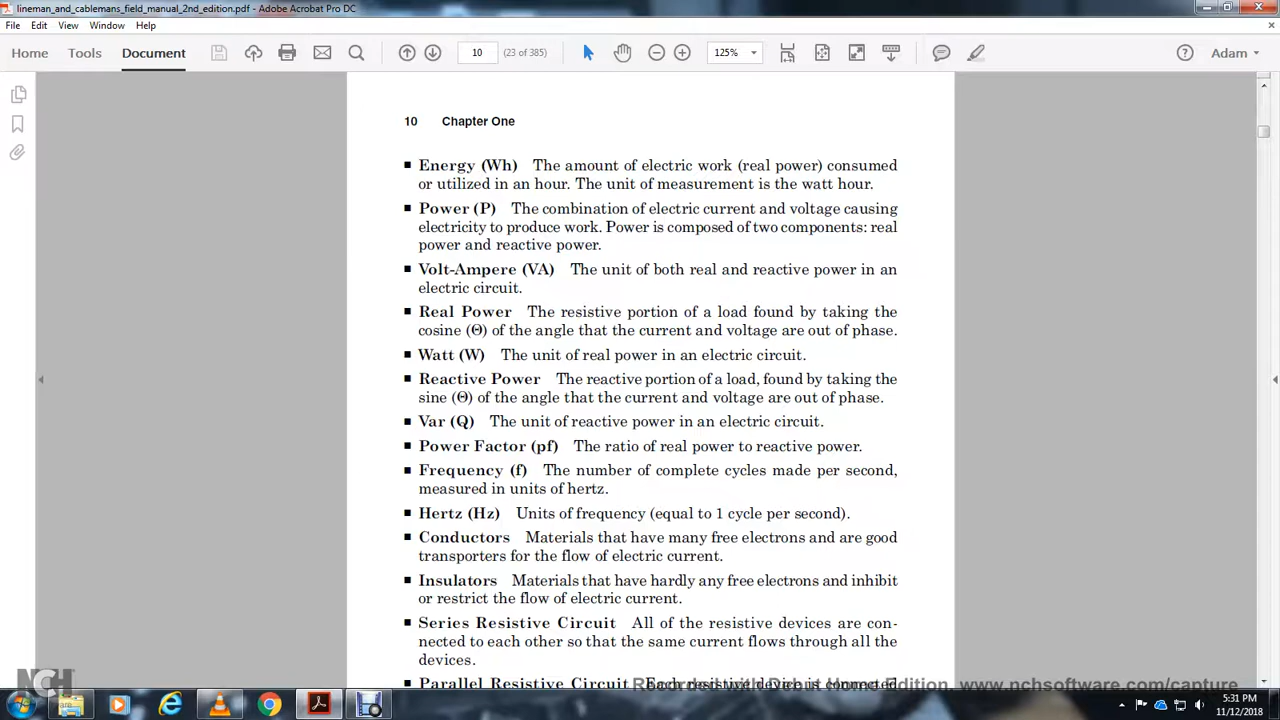 lineman_and_cablemans_field_manual_2nd_edition.pdf - Adobe Acrobat Pro DC
File Edit View Window Help
Home Tools Document 10 (23 of 385) 125% Adam
10 Chapter One
■ Energy (Wh) The amount of electric work (real power) consumed
or utilized in an hour. The unit of measurement is the watt hour.
■ Power (P) The combination of electric current and voltage causing
electricity to produce work. Power is composed of two components: real
power and reactive power.
■ Volt-Ampere (VA) The unit of both real and reactive power in an
electric circuit.
■ Real Power The resistive portion of a load found by taking the
cosine (Θ) of the angle that the current and voltage are out of phase.
■ Watt (W) The unit of real power in an electric circuit.
■ Reactive Power The reactive portion of a load, found by taking the
sine (Θ) of the angle that the current and voltage are out of phase.
■ Var (Q) The unit of reactive power in an electric circuit.
■ Power Factor (pf) The ratio of real power to reactive power.
■ Frequency (f) The number of complete cycles made per second,
measured in units of hertz.
■ Hertz (Hz) Units of frequency (equal to 1 cycle per second).
■ Conductors Materials that have many free electrons and are good
transporters for the flow of electric current.
■ Insulators Materials that have hardly any free electrons and inhibit
or restrict the flow of electric current.
■ Series Resistive Circuit All of the resistive devices are con-
nected to each other so that the same current flows through all the
devices.
■ Parallel Resistive Circuit Each resistive device is connected
Home Edition. www.nchsoftware.com/capture
NCH
5:31 PM
11/12/2018